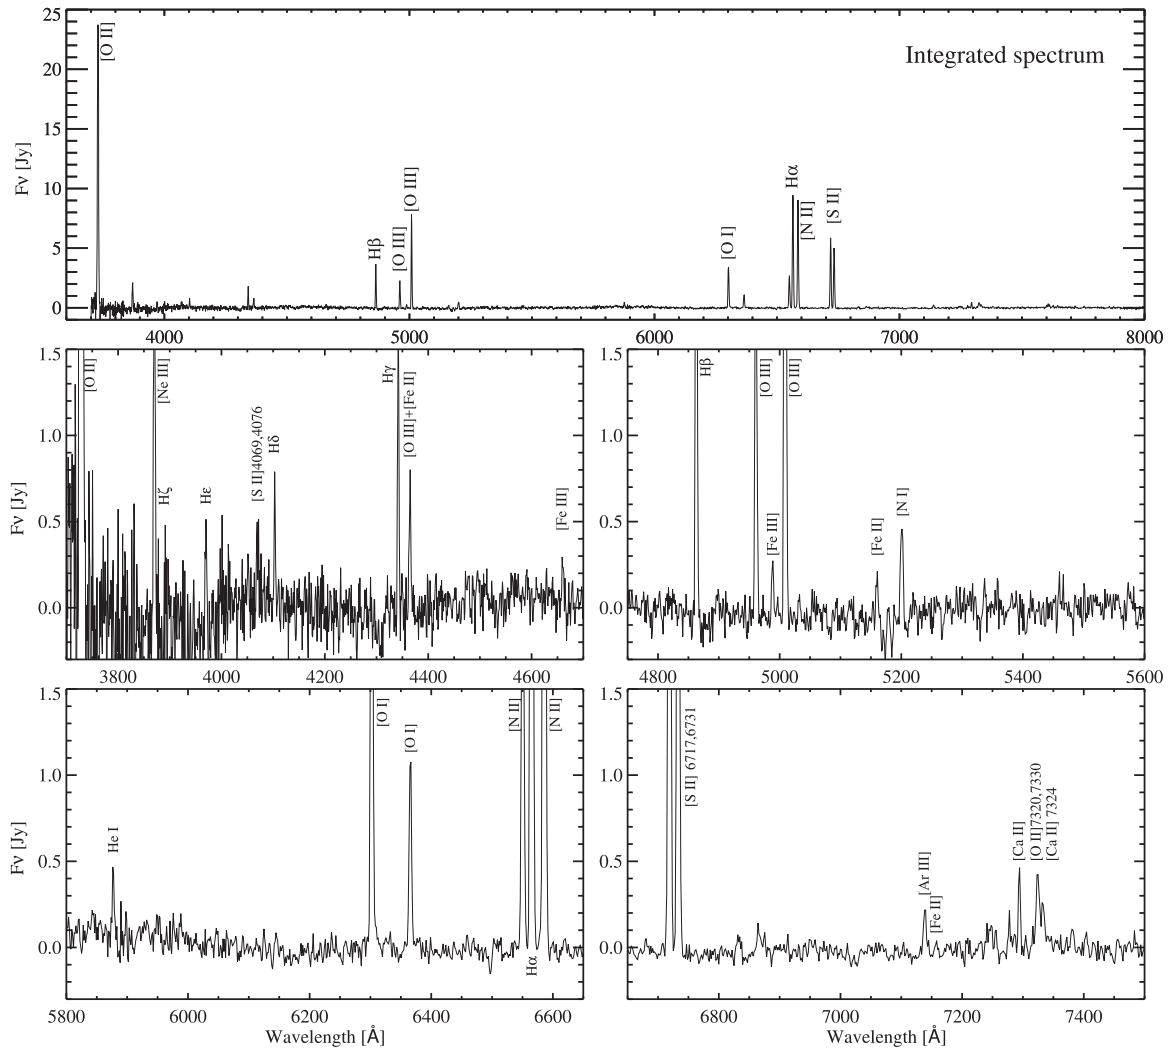 Integrated spectrum
Fν [Jy]
25
20
15
10
5
0
[O II]
Hβ
[O III]
[O III]
[O I]
Hα
[N II]
[S II]
4000
5000
6000
7000
8000
Fν [Jy]
1.5
1.0
0.5
0.0
[O II]
[Ne III]
Hζ
Hε
[S II]4069,4076
Hδ
Hγ
[O III]+[Fe II]
[Fe III]
3800
4000
4200
4400
4600
1.5
1.0
0.5
0.0
Hβ
[O III]
[Fe III]
[O III]
[Fe II]
[N I]
4800
5000
5200
5400
5600
Fν [Jy]
1.5
1.0
0.5
0.0
He I
[O I]
[O I]
[N II]
Hα
[N II]
5800
6000
6200
6400
6600
Wavelength [Å]
1.5
1.0
0.5
0.0
[S II] 6717,6731
[Ar III]
[Fe II]
[Ca II]
[O II]7320,7330
[Ca II] 7324
6800
7000
7200
7400
Wavelength [Å]